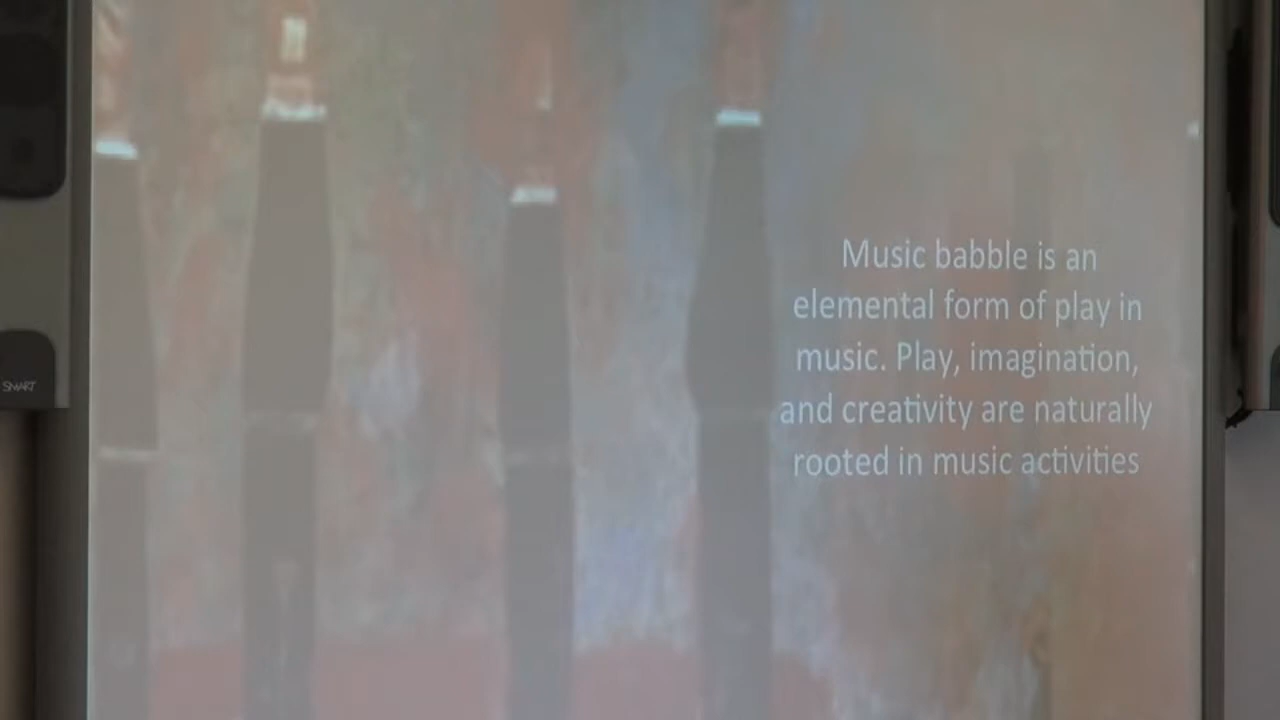 Music babble is an
elemental form of play in
music. Play, imagination,
and creativity are naturally
rooted in music activities
SMART